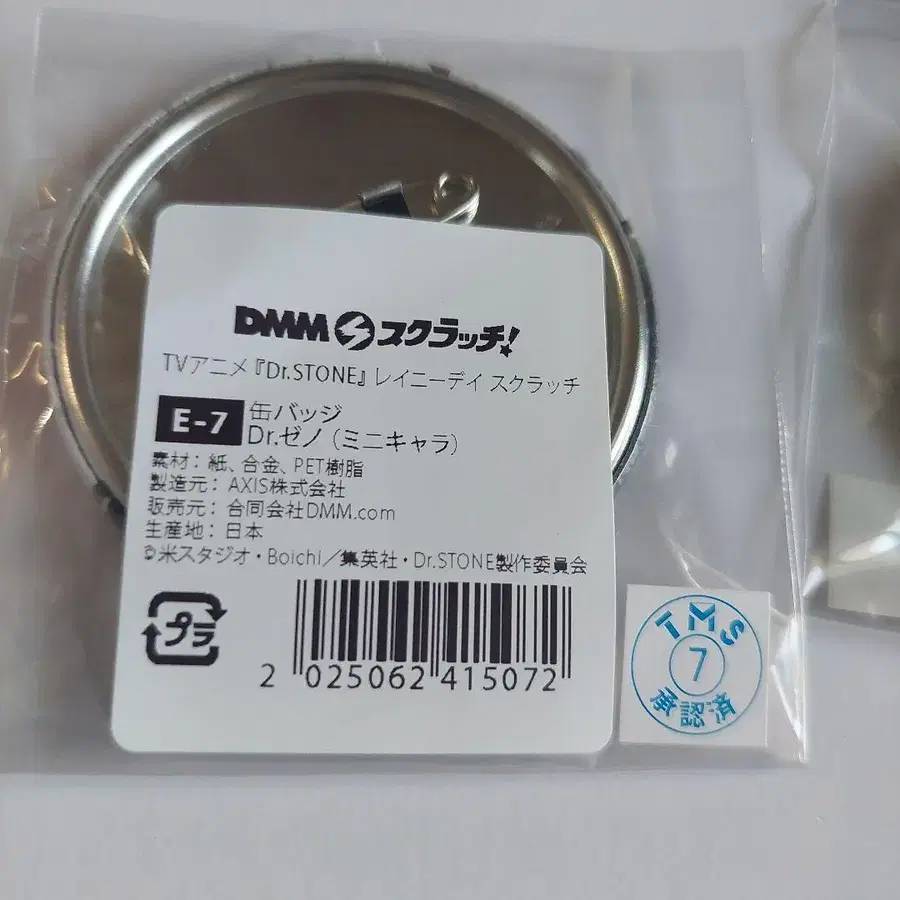 DMMスクラッチ!
TVアニメ『Dr.STONE』レイニーデイ スクラッチ
E-7 缶バッジ
Dr.ゼノ（ミニキャラ）
素材：紙、合金、PET樹脂
製造元：AXIS株式会社
販売元：合同会社DMM.com
生産地：日本
©米スタジオ・Boichi／集英社・Dr.STONE製作委員会
プラ
2 025062 415072
TMS
7
承認済